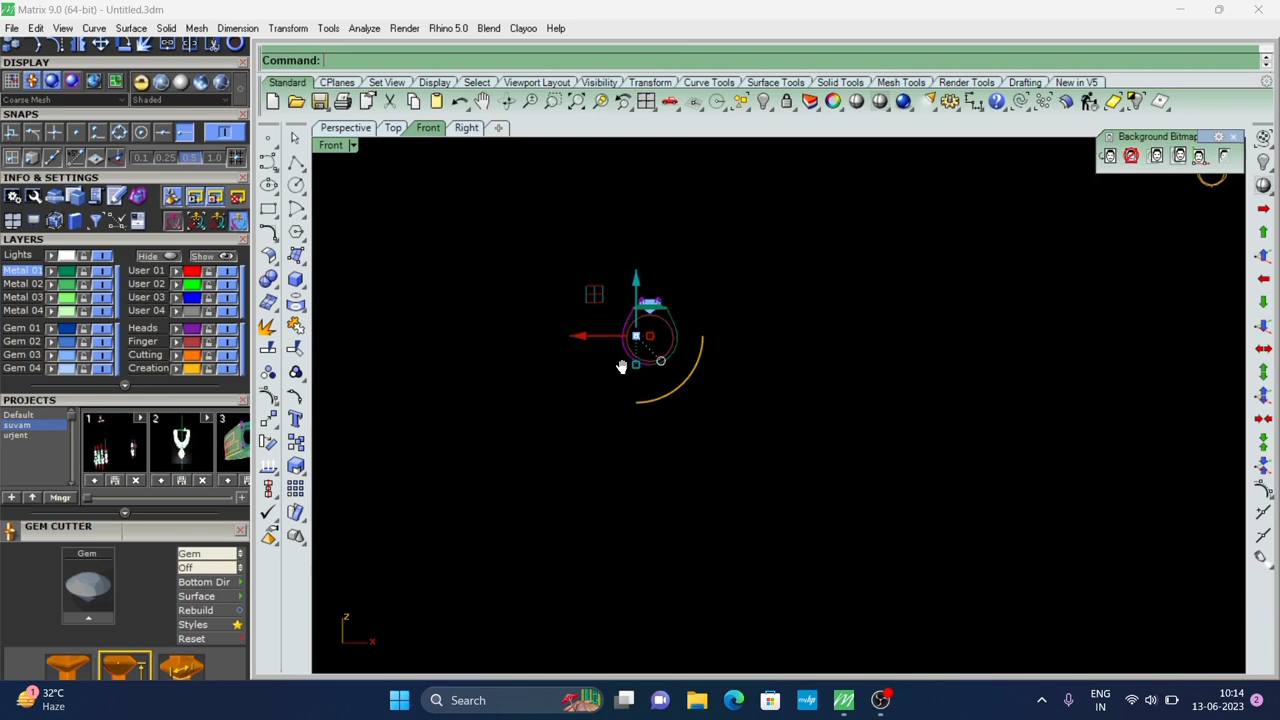 Matrix 9.0 (64-bit) - Untitled.3dm
File Edit View Curve Surface Solid Mesh Dimension Transform Tools Analyze Render Rhino 5.0 Blend Clayoo Help
Command:
DISPLAY
Coarse Mesh
Shaded
Standard CPlanes Set View Display Select Viewport Layout Visibility Transform Curve Tools Surface Tools Solid Tools Mesh Tools Render Tools Drafting New in V5
SNAPS
0.1 0.25 0.5 1.0
Perspective Top Front Right
Front
Background Bitmap
INFO & SETTINGS
LAYERS
Lights Hide Show
Metal 01 User 01
Metal 02 User 02
Metal 03 User 03
Metal 04 User 04
Gem 01 Heads
Gem 02 Finger
Gem 03 Cutting
Gem 04 Creation
PROJECTS
Default
suvam
urjent
1 2 3
Mngr
GEM CUTTER
Gem
Gem
Off
Bottom Dir
Surface
Rebuild
Styles
Reset
z
x
1
32°C
Haze
Search
mhp
ENG
IN
10:14
13-06-2023
2